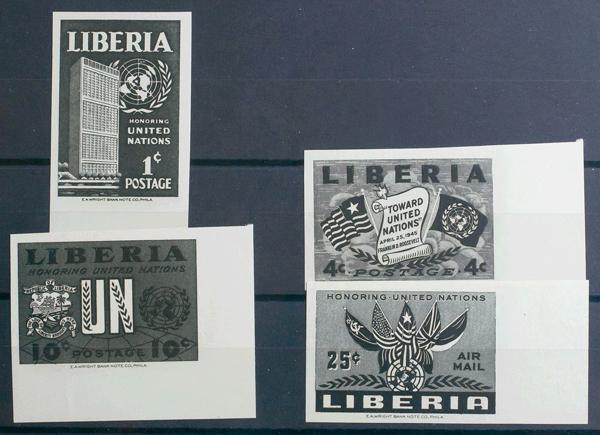 LIBERIA
HONORING
UNITED
NATIONS
1¢
POSTAGE
E.A.WRIGHT BANK NOTE CO., PHILA.
LIBERIA
"TOWARD
UNITED
NATIONS"
APRIL 25, 1945
FRANKLIN D. ROOSEVELT
4¢ POSTAGE 4¢
LIBERIA
HONORING UNITED NATIONS
UN
10¢ POSTAGE 10¢
E.A.WRIGHT BANK NOTE CO., PHILA.
HONORING·UNITED NATIONS
25¢ AIR
MAIL
LIBERIA
E.A.WRIGHT BANK NOTE CO., PHILA.